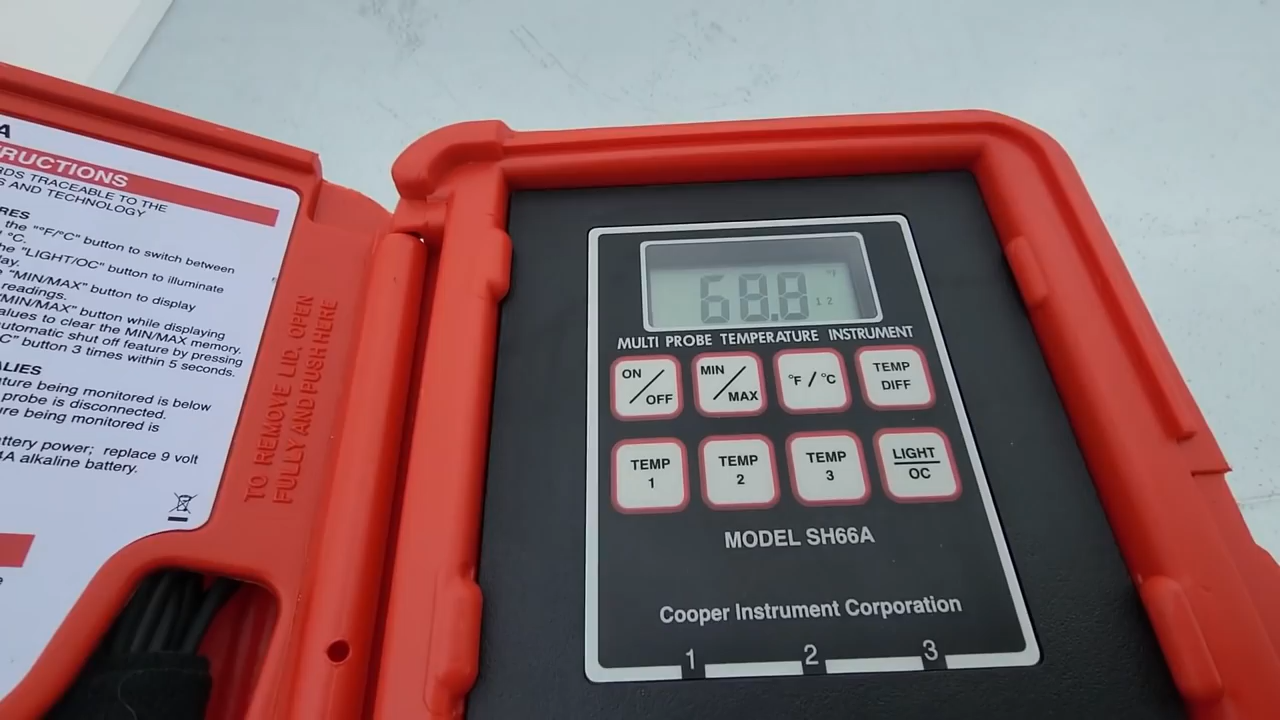 A
RUCTIONS
RDS TRACEABLE TO THE
S AND TECHNOLOGY
RES
the "°F/°C" button to switch between
°C.
he "LIGHT/OC" button to illuminate
lay.
"MIN/MAX" button to display
readings.
"MIN/MAX" button while displaying
alues to clear the MIN/MAX memory.
automatic shut off feature by pressing
C" button 3 times within 5 seconds.
ALIES
ture being monitored is below
probe is disconnected.
ure being monitored is
attery power; replace 9 volt
4A alkaline battery.
TO REMOVE LID, OPEN
FULLY AND PUSH HERE
68.8 °F
1 2
MULTI PROBE TEMPERATURE INSTRUMENT
ON/OFF
MIN/MAX
°F / °C
TEMP DIFF
TEMP 1
TEMP 2
TEMP 3
LIGHT OC
MODEL SH66A
Cooper Instrument Corporation
1 2 3